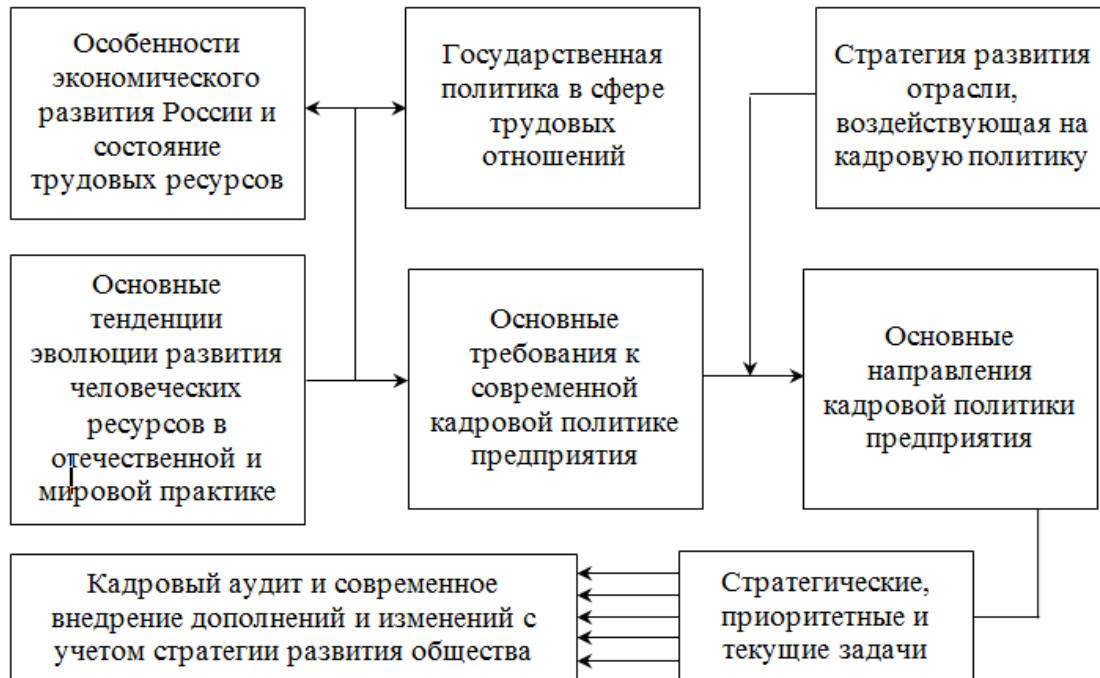 Особенности
экономического
развития России и
состояние
трудовых ресурсов
Государственная
политика в сфере
трудовых
отношений
Стратегия развития
отрасли,
воздействующая на
кадровую политику
Основные
тенденции
эволюции развития
человеческих
ресурсов в
отечественной и
мировой практике
Основные
требования к
современной
кадровой политике
предприятия
Основные
направления
кадровой политики
предприятия
Кадровый аудит и современное
внедрение дополнений и изменений с
учетом стратегии развития общества
Стратегические,
приоритетные и
текущие задачи